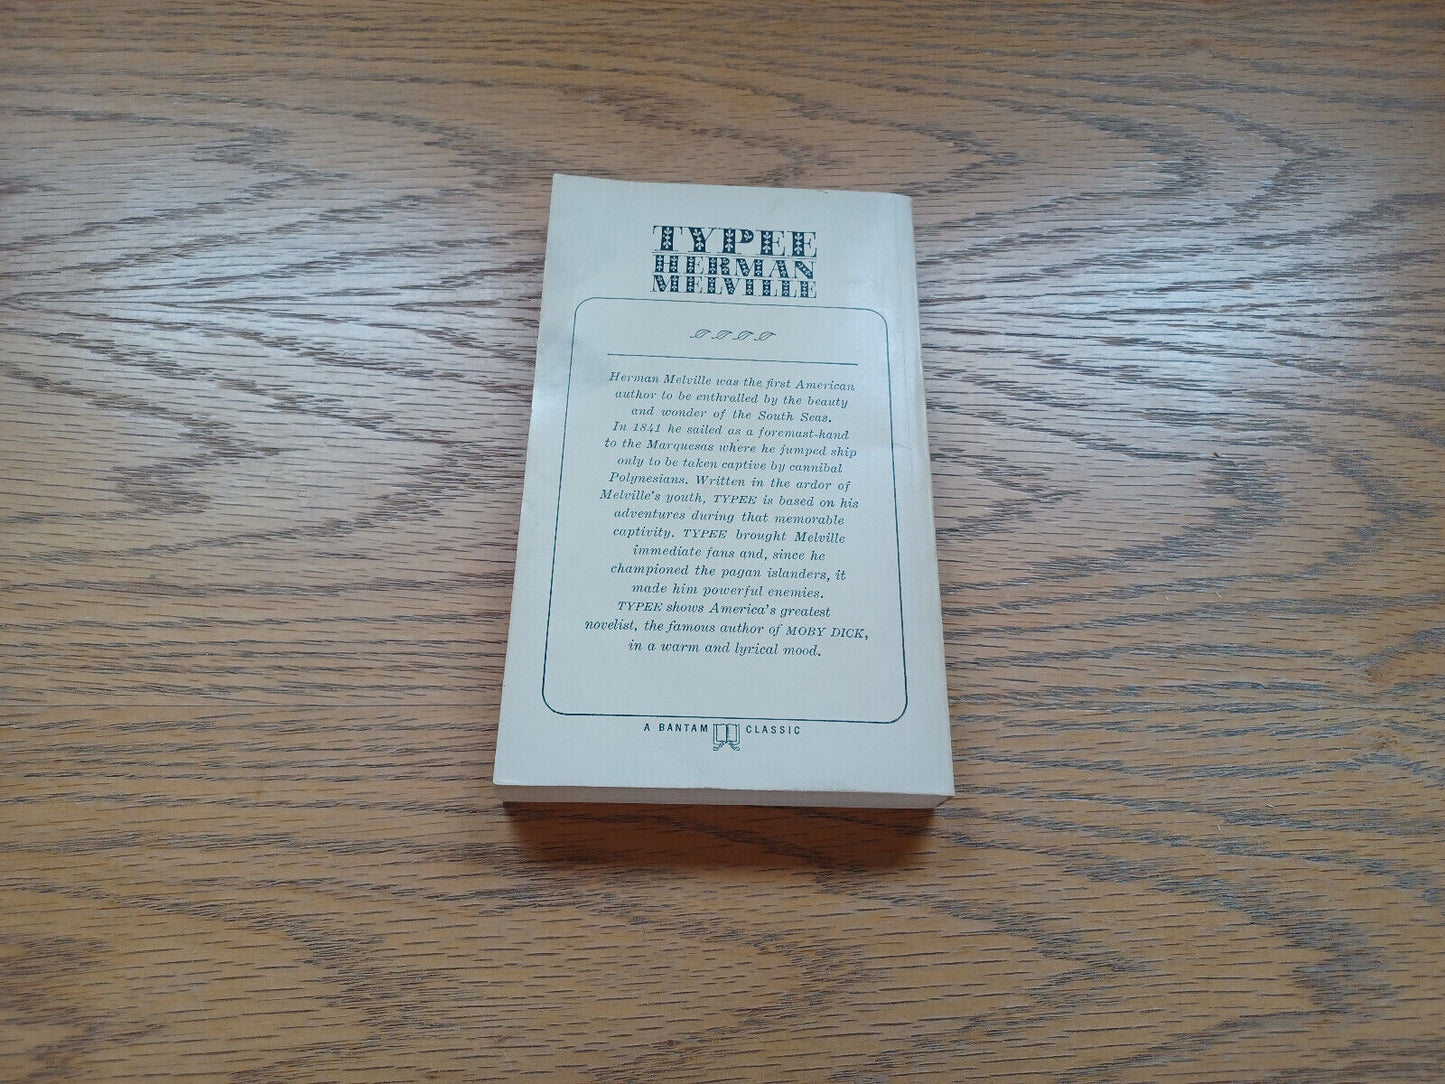 TYPEE
HERMAN
MELVILLE
Herman Melville was the first American
author to be enthralled by the beauty
and wonder of the South Seas.
In 1841 he sailed as a foremast-hand
to the Marquesas where he jumped ship
only to be taken captive by cannibal
Polynesians. Written in the ardor of
Melville's youth, TYPEE is based on his
adventures during that memorable
captivity. TYPEE brought Melville
immediate fans and, since he
championed the pagan islanders, it
made him powerful enemies.
TYPEE shows America's greatest
novelist, the famous author of MOBY DICK,
in a warm and lyrical mood.
A BANTAM CLASSIC